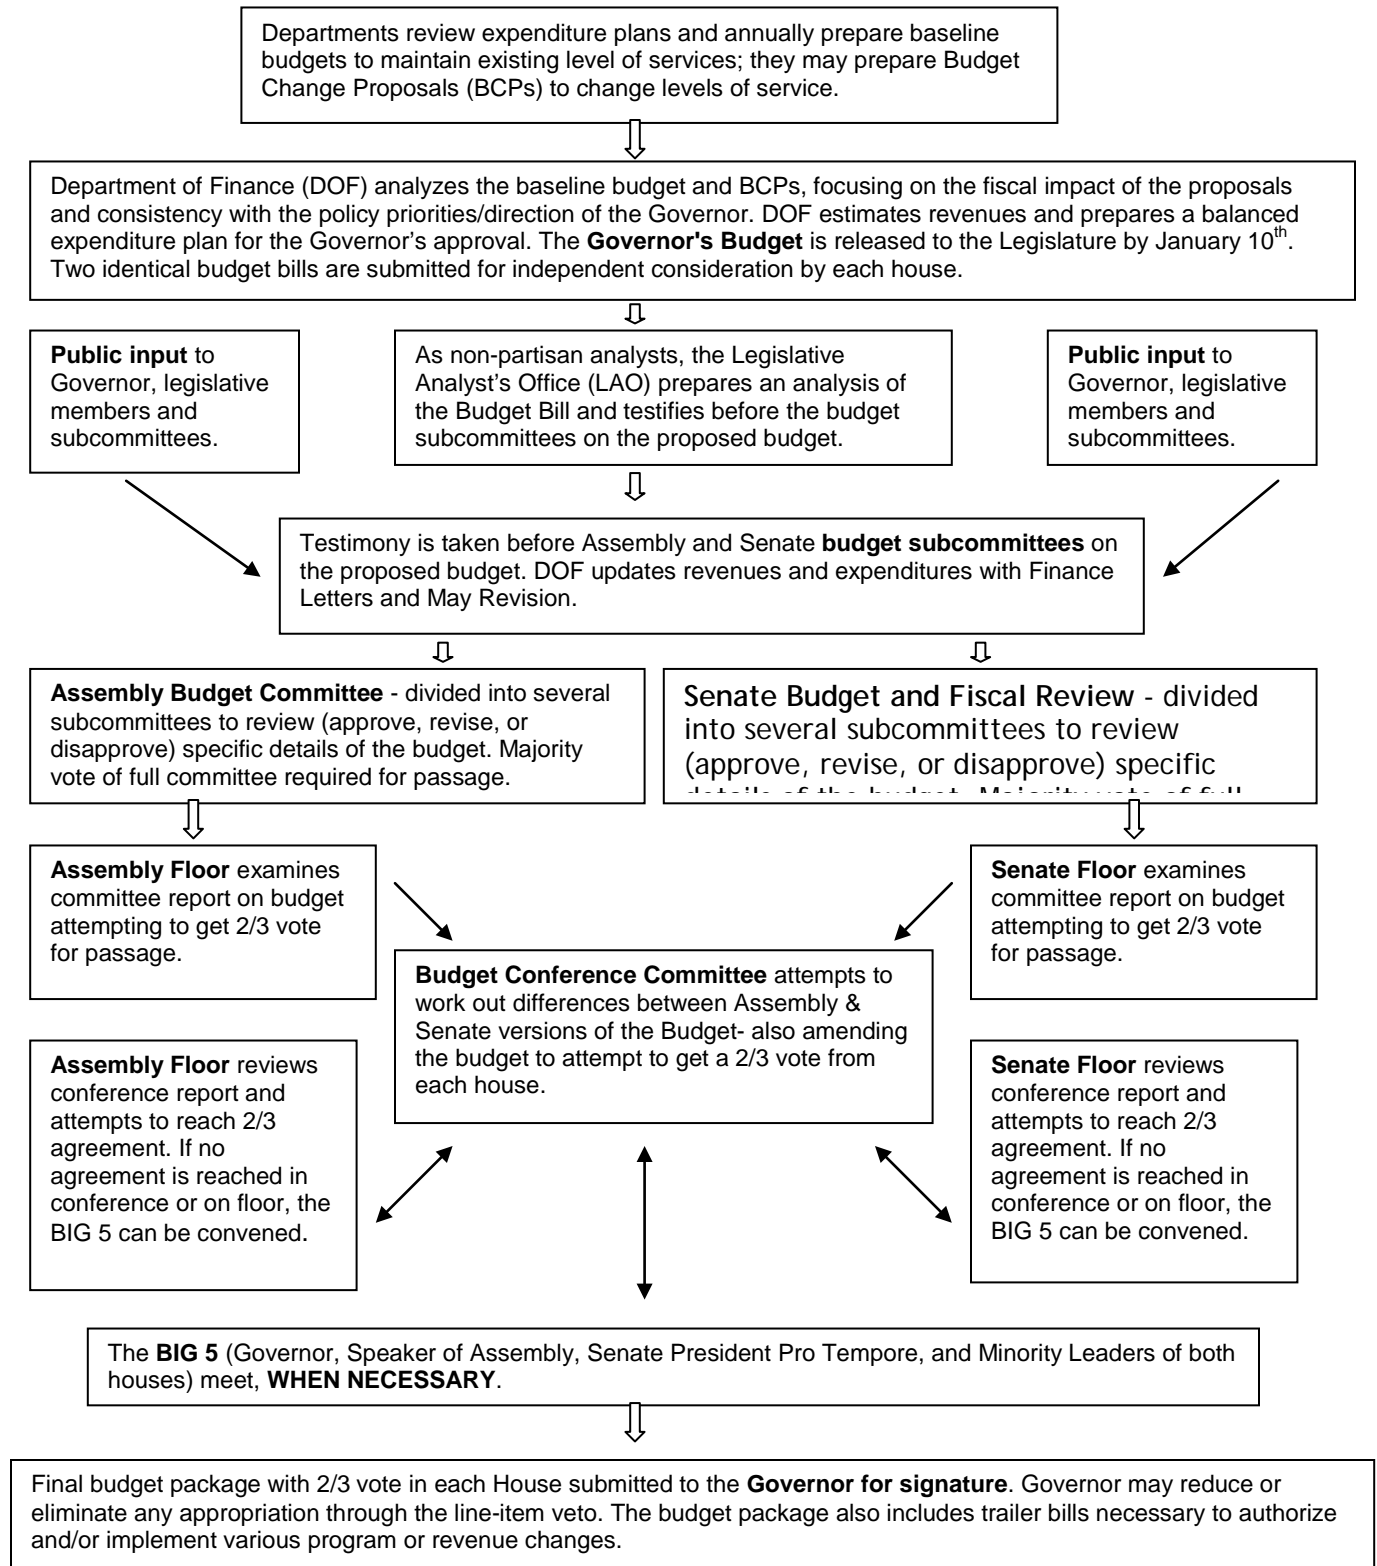 Departments review expenditure plans and annually prepare baseline
budgets to maintain existing level of services; they may prepare Budget
Change Proposals (BCPs) to change levels of service.
Department of Finance (DOF) analyzes the baseline budget and BCPs, focusing on the fiscal impact of the proposals
and consistency with the policy priorities/direction of the Governor. DOF estimates revenues and prepares a balanced
expenditure plan for the Governor's approval. The Governor's Budget is released to the Legislature by January 10th.
Two identical budget bills are submitted for independent consideration by each house.
Public input to
Governor, legislative
members and
subcommittees.
As non-partisan analysts, the Legislative
Analyst's Office (LAO) prepares an analysis of
the Budget Bill and testifies before the budget
subcommittees on the proposed budget.
Public input to
Governor, legislative
members and
subcommittees.
Testimony is taken before Assembly and Senate budget subcommittees on
the proposed budget. DOF updates revenues and expenditures with Finance
Letters and May Revision.
Assembly Budget Committee - divided into several
subcommittees to review (approve, revise, or
disapprove) specific details of the budget. Majority
vote of full committee required for passage.
Senate Budget and Fiscal Review - divided
into several subcommittees to review
(approve, revise, or disapprove) specific
details of the budget. Majority vote of full
Assembly Floor examines
committee report on budget
attempting to get 2/3 vote
for passage.
Senate Floor examines
committee report on budget
attempting to get 2/3 vote
for passage.
Budget Conference Committee attempts to
work out differences between Assembly &
Senate versions of the Budget- also amending
the budget to attempt to get a 2/3 vote from
each house.
Assembly Floor reviews
conference report and
attempts to reach 2/3
agreement. If no
agreement is reached in
conference or on floor, the
BIG 5 can be convened.
Senate Floor reviews
conference report and
attempts to reach 2/3
agreement. If no
agreement is reached in
conference or on floor, the
BIG 5 can be convened.
The BIG 5 (Governor, Speaker of Assembly, Senate President Pro Tempore, and Minority Leaders of both
houses) meet, WHEN NECESSARY.
Final budget package with 2/3 vote in each House submitted to the Governor for signature. Governor may reduce or
eliminate any appropriation through the line-item veto. The budget package also includes trailer bills necessary to authorize
and/or implement various program or revenue changes.